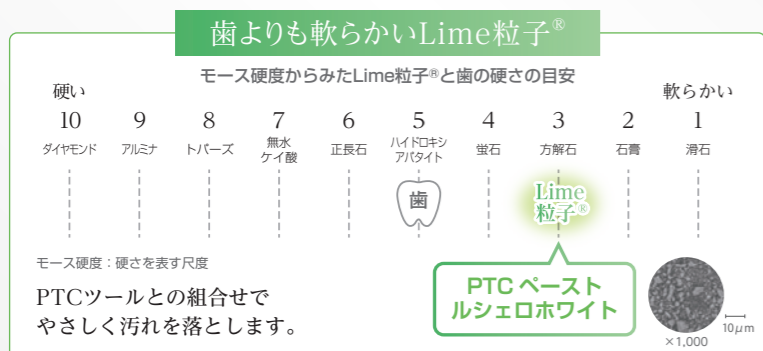 歯よりも軟らかいLime粒子®
モース硬度からみたLime粒子®と歯の硬さの目安
硬い 軟らかい
10 9 8 7 6 5 4 3 2 1
ダイヤモンド アルミナ トパーズ 無水ケイ酸 正長石 ハイドロキシアパタイト 蛍石 方解石 石膏 滑石
歯
Lime
粒子®
モース硬度：硬さを表す尺度
PTCツールとの組合せで
やさしく汚れを落とします。
PTC ペースト
ルシェロホワイト
10μm
×1,000